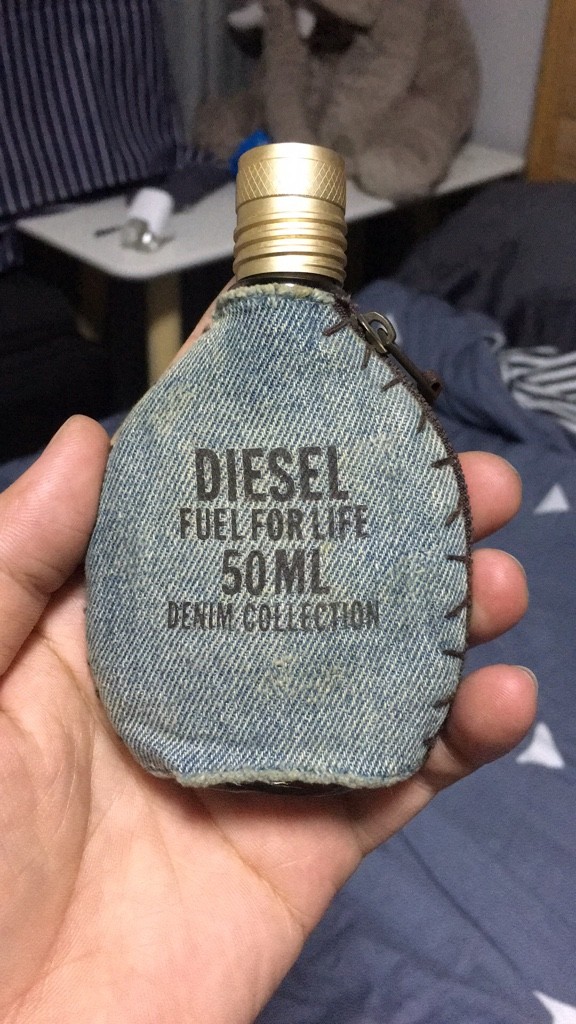 DIESEL
FUEL FOR LIFE
50ML
DENIM COLLECTION